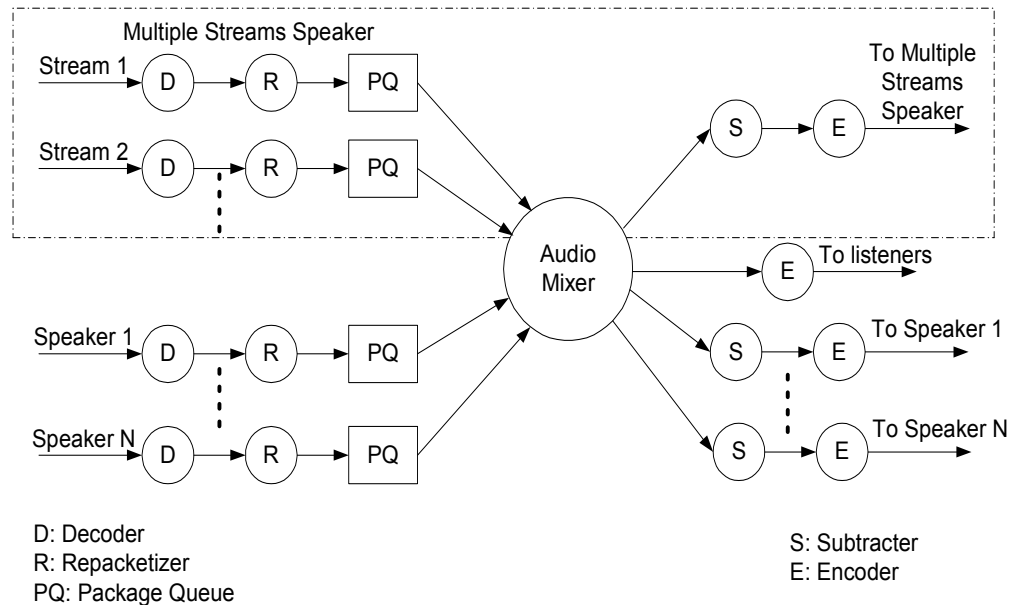 Multiple Streams Speaker
Stream 1
D
R
PQ
To Multiple
Streams
Speaker
S
E
Stream 2
D
R
PQ
Audio
Mixer
E
To listeners
Speaker 1
D
R
PQ
S
E
To Speaker 1
Speaker N
D
R
PQ
S
E
To Speaker N
D: Decoder
R: Repacketizer
PQ: Package Queue
S: Subtracter
E: Encoder